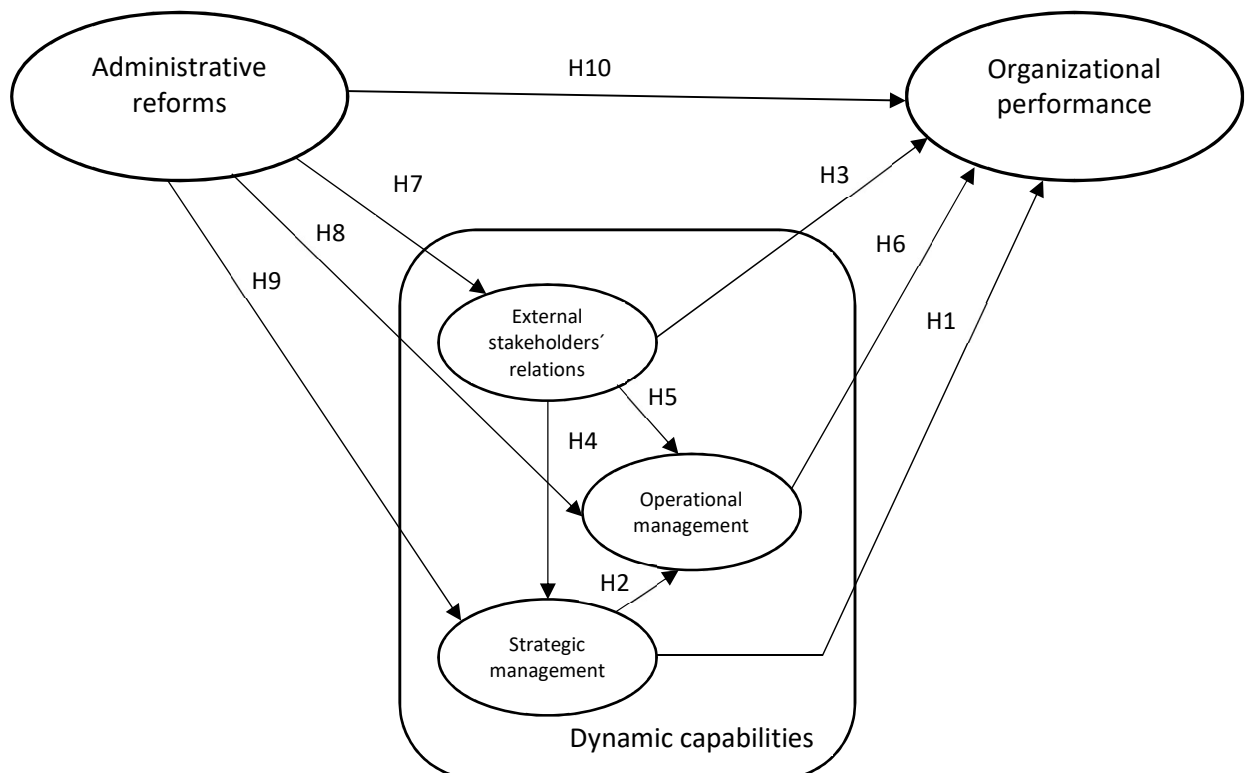 Administrative
reforms
H10
Organizational
performance
H7
H3
H8
H6
H9
H1
External
stakeholders´
relations
H5
H4
Operational
management
H2
Strategic
management
Dynamic capabilities